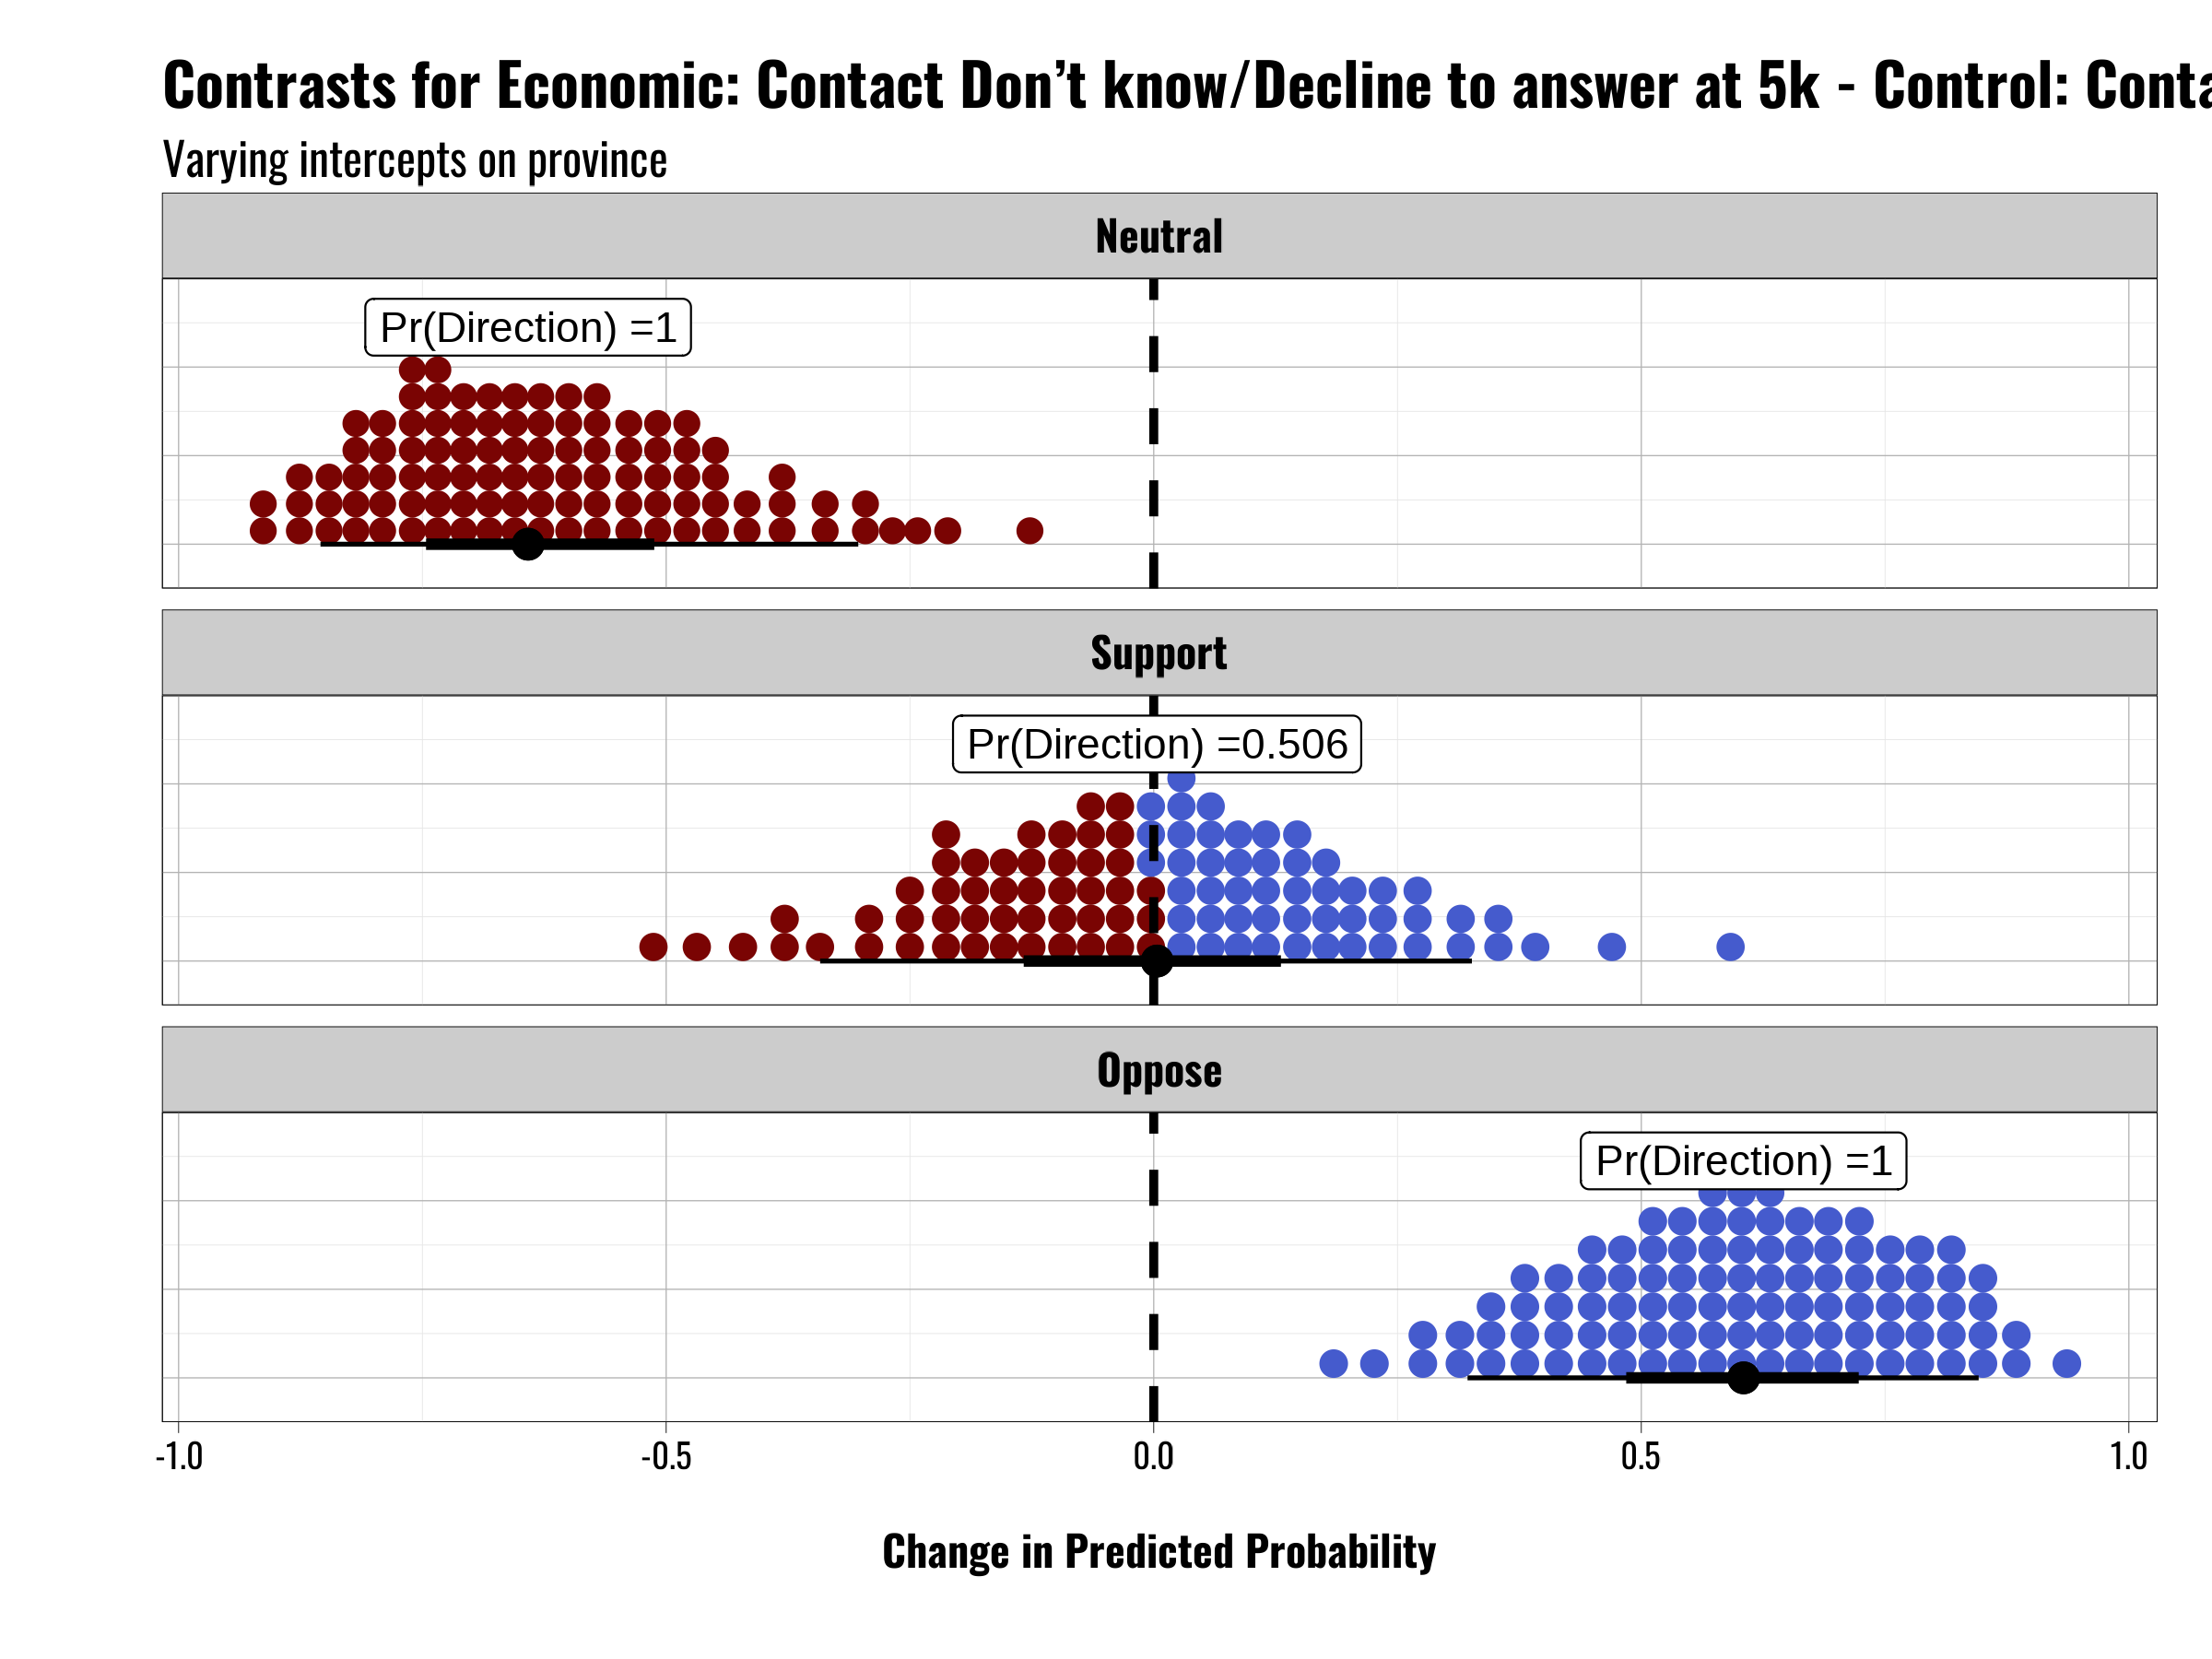 Contrasts for Economic: Contact Don’t know/Decline to answer at 5k - Control: Conta
Varying intercepts on province
Neutral
Pr(Direction) =1
Support
Pr(Direction) =0.506
Oppose
Pr(Direction) =1
-1.0 -0.5 0.0 0.5 1.0
Change in Predicted Probability